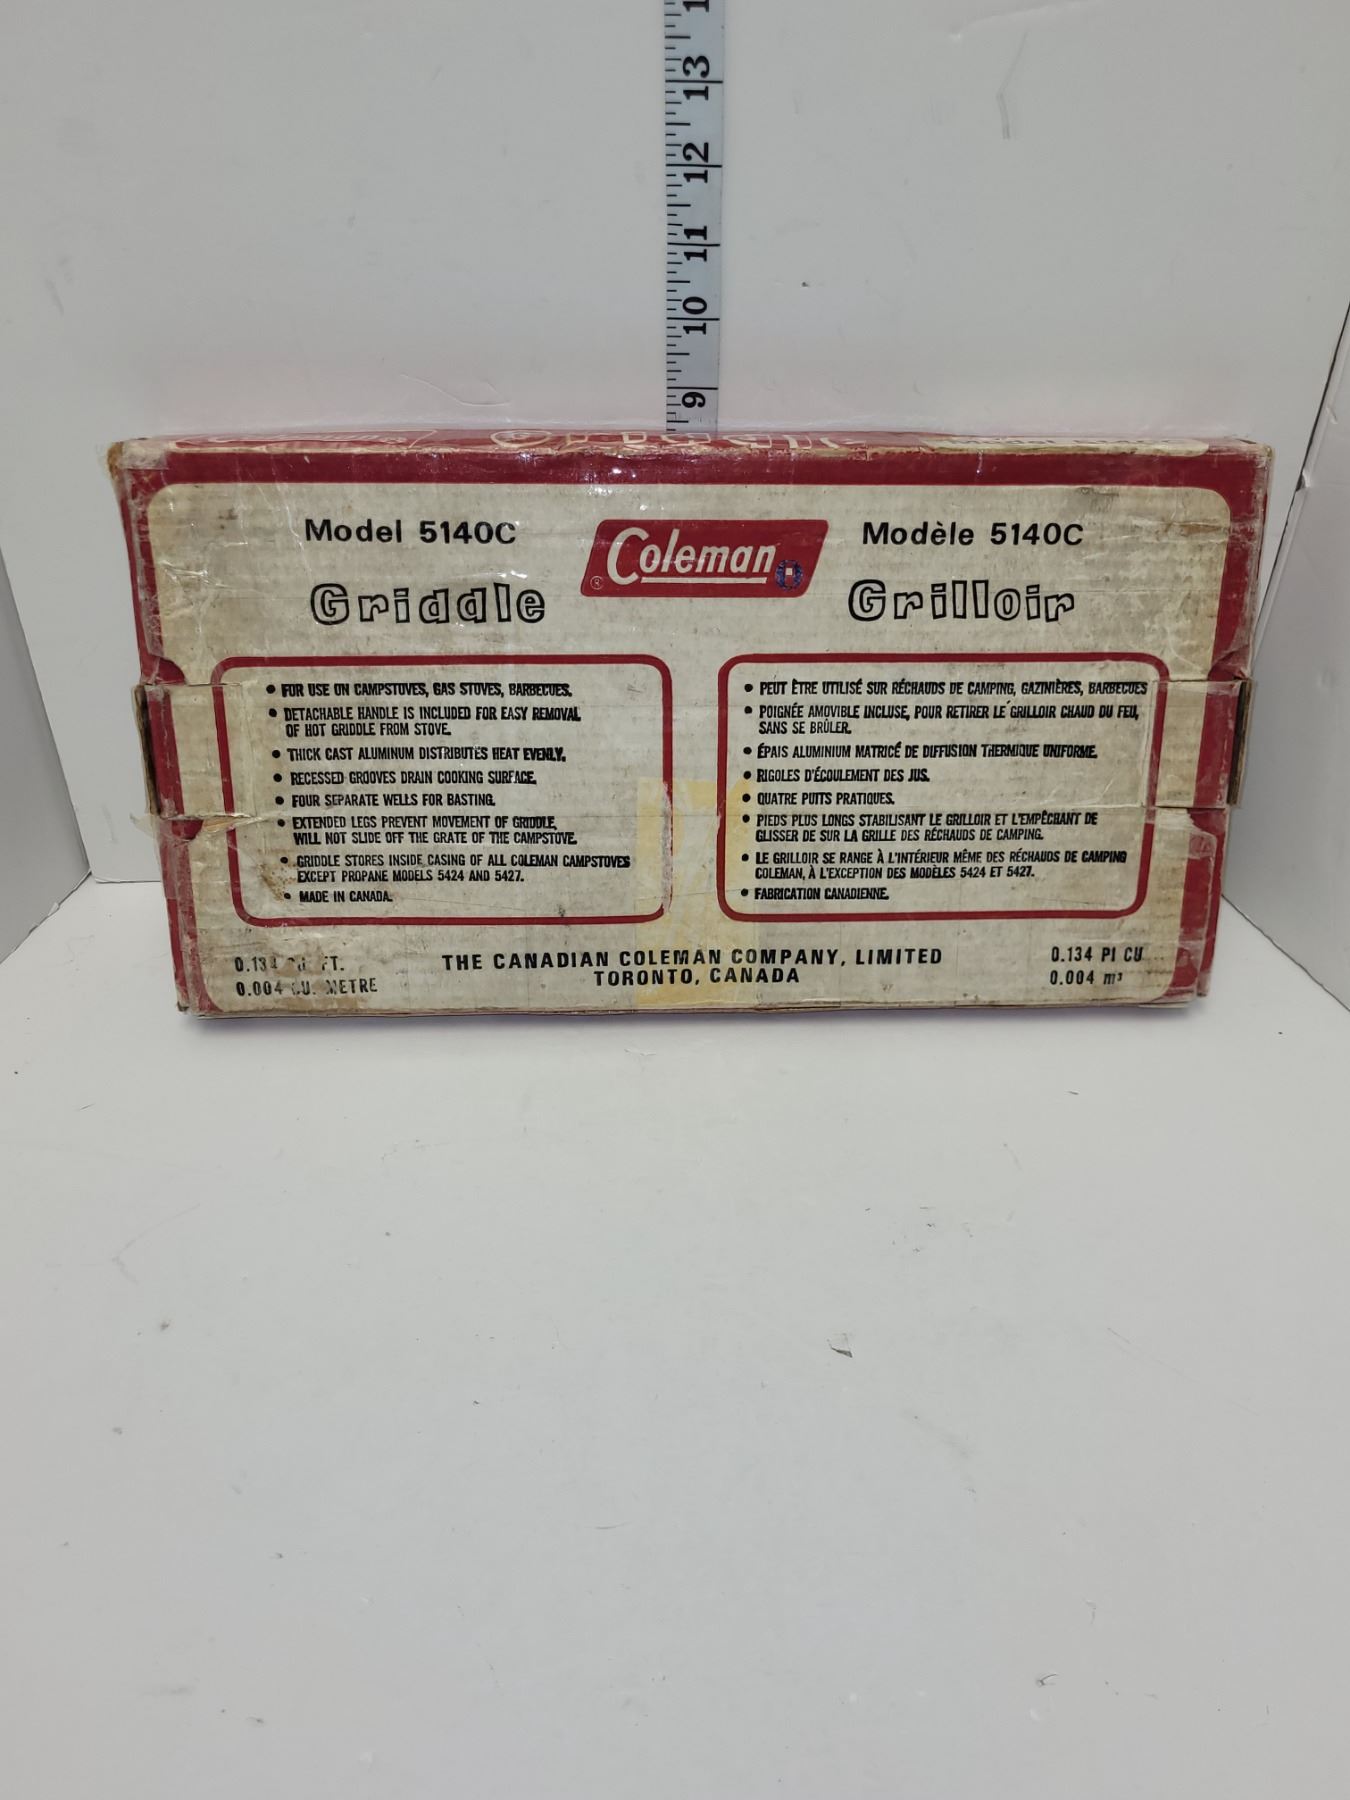 13
12
11
10
9
Model 5140C
Coleman
®
Modèle 5140C
Griddle
Grilloir
• FOR USE ON CAMPSTOVES, GAS STOVES, BARBECUES.
• DETACHABLE HANDLE IS INCLUDED FOR EASY REMOVAL
OF HOT GRIDDLE FROM STOVE.
• THICK CAST ALUMINUM DISTRIBUTES HEAT EVENLY.
• RECESSED GROOVES DRAIN COOKING SURFACE.
• FOUR SEPARATE WELLS FOR BASTING.
• EXTENDED LEGS PREVENT MOVEMENT OF GRIDDLE,
WILL NOT SLIDE OFF THE GRATE OF THE CAMPSTOVE.
• GRIDDLE STORES INSIDE CASING OF ALL COLEMAN CAMPSTOVES
EXCEPT PROPANE MODELS 5424 AND 5427.
• MADE IN CANADA.
• PEUT ÊTRE UTILISÉ SUR RÉCHAUDS DE CAMPING, GAZINIÈRES, BARBECUES
• POIGNÉE AMOVIBLE INCLUSE, POUR RETIRER LE GRILLOIR CHAUD DU FEU,
SANS SE BRÛLER.
• ÉPAIS ALUMINIUM MATRICÉ DE DIFFUSION THERMIQUE UNIFORME.
• RIGOLES D'ÉCOULEMENT DES JUS.
• QUATRE PUITS PRATIQUES.
• PIEDS PLUS LONGS STABILISANT LE GRILLOIR ET L'EMPÊCHANT DE
GLISSER DE SUR LA GRILLE DES RÉCHAUDS DE CAMPING.
• LE GRILLOIR SE RANGE À L'INTÉRIEUR MÊME DES RÉCHAUDS DE CAMPING
COLEMAN, À L'EXCEPTION DES MODÈLES 5424 ET 5427.
• FABRICATION CANADIENNE.
0.134 FT.
0.004 METRE
THE CANADIAN COLEMAN COMPANY, LIMITED
TORONTO, CANADA
0.134 PI CU
0.004 m³